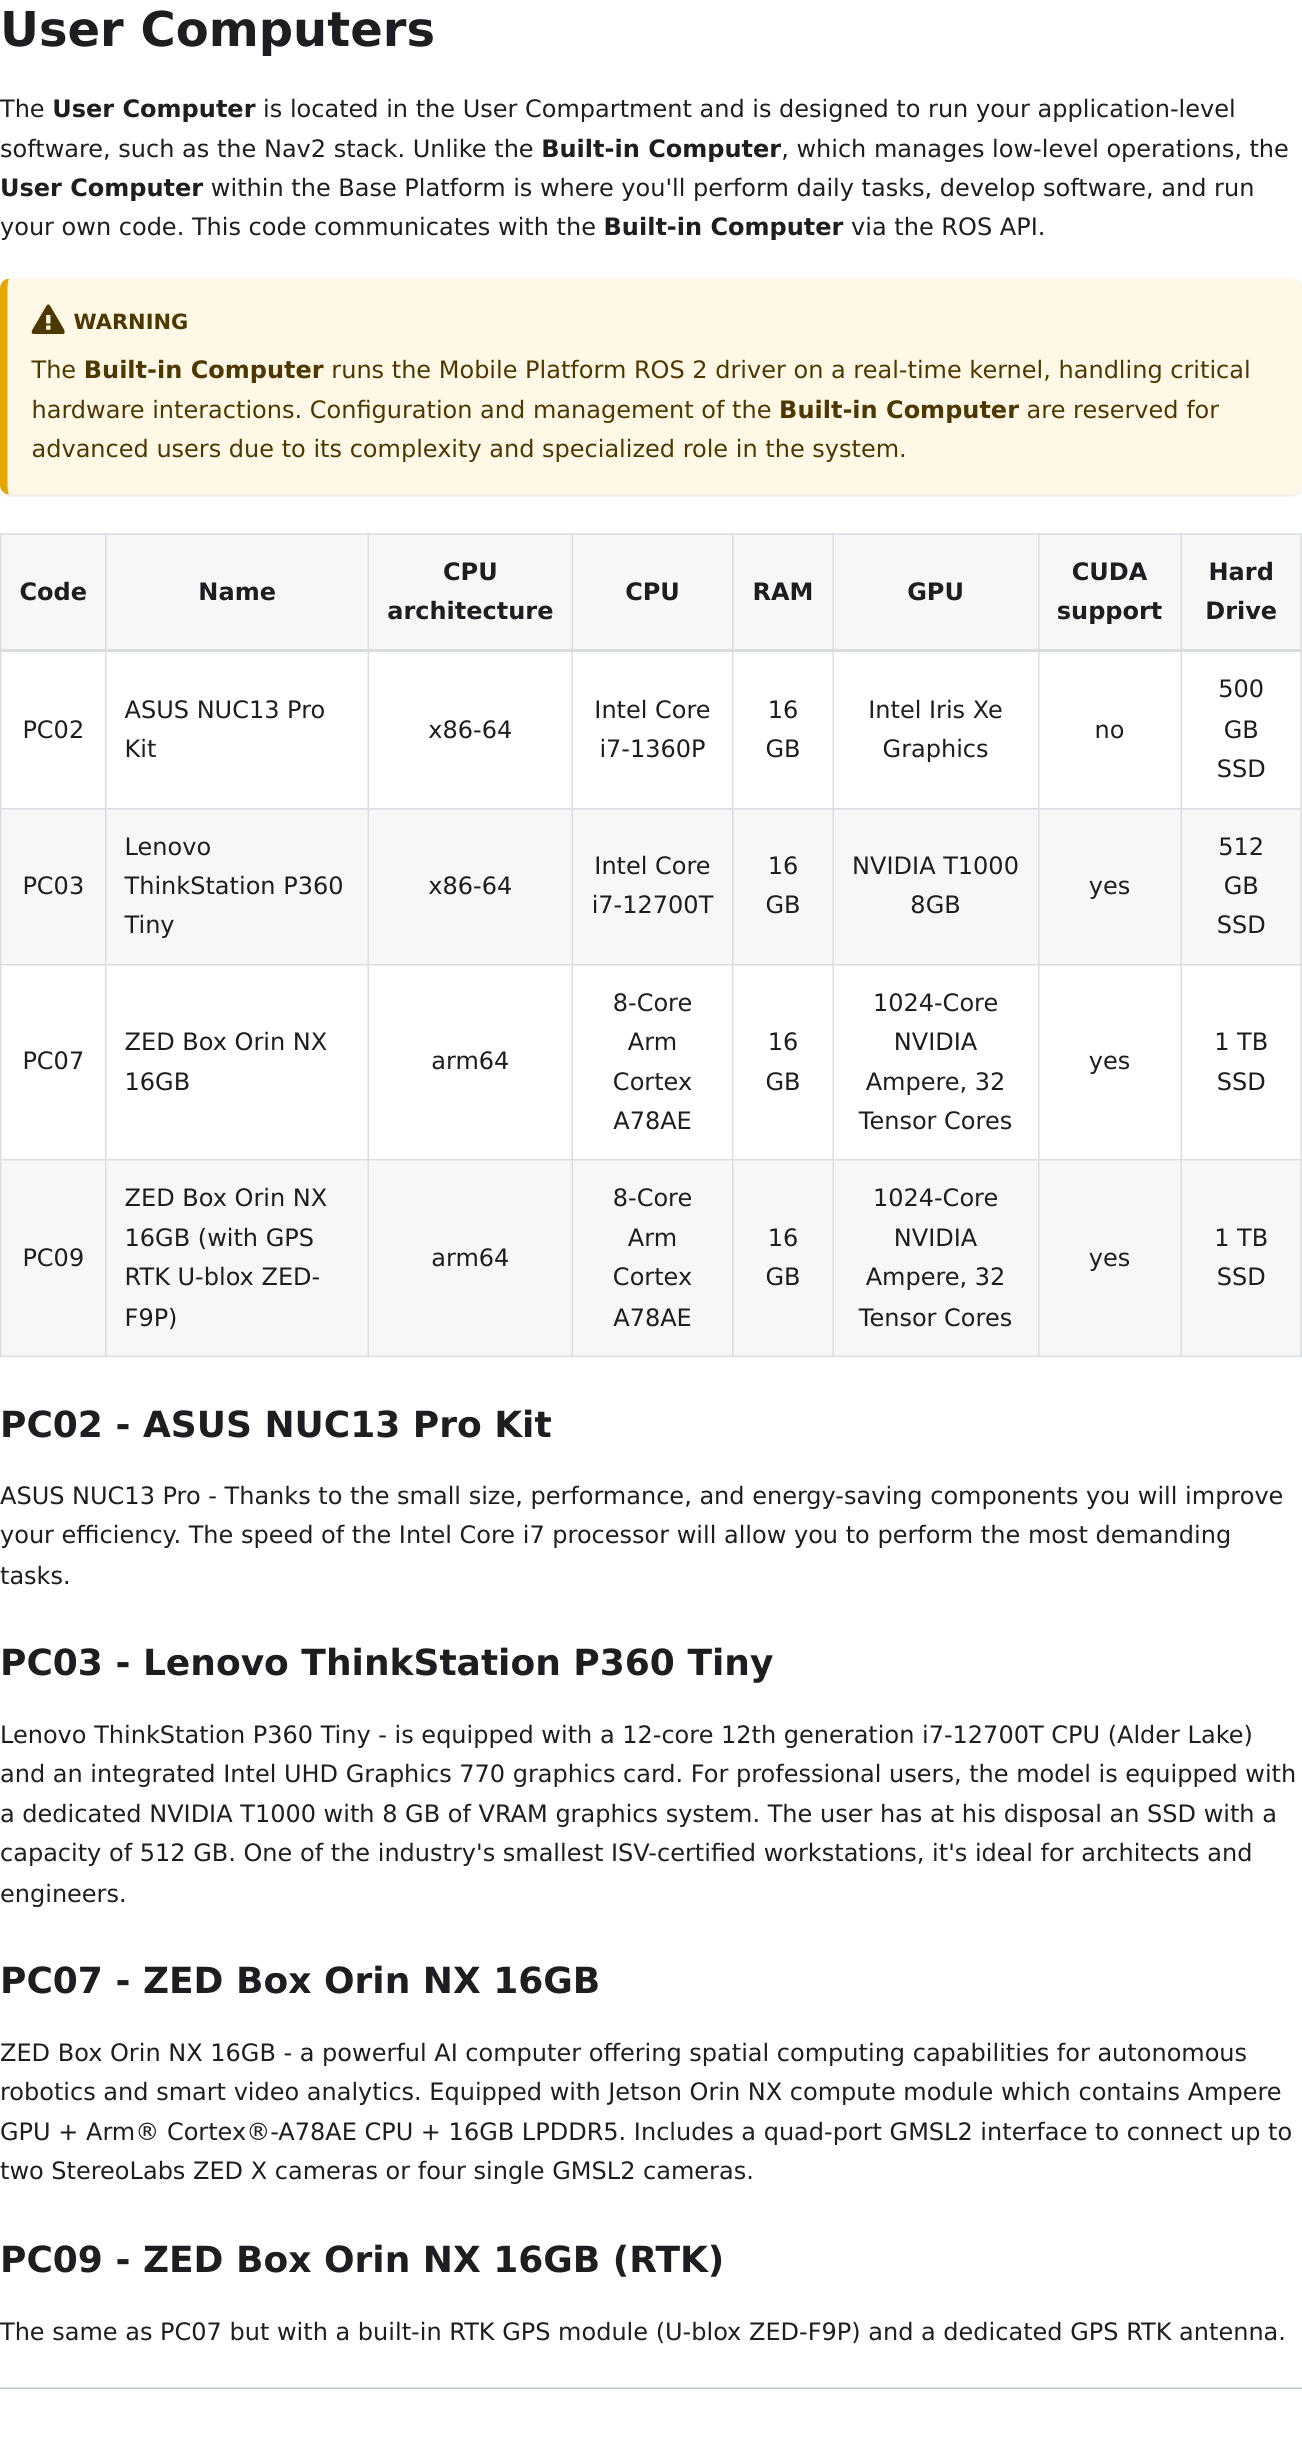 User Computers
The User Computer is located in the User Compartment and is designed to run your application-level
software, such as the Nav2 stack. Unlike the Built-in Computer, which manages low-level operations, the
User Computer within the Base Platform is where you'll perform daily tasks, develop software, and run
your own code. This code communicates with the Built-in Computer via the ROS API.
WARNING
The Built-in Computer runs the Mobile Platform ROS 2 driver on a real-time kernel, handling critical
hardware interactions. Configuration and management of the Built-in Computer are reserved for
advanced users due to its complexity and specialized role in the system.
Code Name CPU architecture CPU RAM GPU CUDA support Hard Drive
PC02 ASUS NUC13 Pro Kit x86-64 Intel Core i7-1360P 16 GB Intel Iris Xe Graphics no 500 GB SSD
PC03 Lenovo ThinkStation P360 Tiny x86-64 Intel Core i7-12700T 16 GB NVIDIA T1000 8GB yes 512 GB SSD
PC07 ZED Box Orin NX 16GB arm64 8-Core Arm Cortex A78AE 16 GB 1024-Core NVIDIA Ampere, 32 Tensor Cores yes 1 TB SSD
PC09 ZED Box Orin NX 16GB (with GPS RTK U-blox ZED-F9P) arm64 8-Core Arm Cortex A78AE 16 GB 1024-Core NVIDIA Ampere, 32 Tensor Cores yes 1 TB SSD
PC02 - ASUS NUC13 Pro Kit
ASUS NUC13 Pro - Thanks to the small size, performance, and energy-saving components you will improve
your efficiency. The speed of the Intel Core i7 processor will allow you to perform the most demanding
tasks.
PC03 - Lenovo ThinkStation P360 Tiny
Lenovo ThinkStation P360 Tiny - is equipped with a 12-core 12th generation i7-12700T CPU (Alder Lake)
and an integrated Intel UHD Graphics 770 graphics card. For professional users, the model is equipped with
a dedicated NVIDIA T1000 with 8 GB of VRAM graphics system. The user has at his disposal an SSD with a
capacity of 512 GB. One of the industry's smallest ISV-certified workstations, it's ideal for architects and
engineers.
PC07 - ZED Box Orin NX 16GB
ZED Box Orin NX 16GB - a powerful AI computer offering spatial computing capabilities for autonomous
robotics and smart video analytics. Equipped with Jetson Orin NX compute module which contains Ampere
GPU + Arm® Cortex®-A78AE CPU + 16GB LPDDR5. Includes a quad-port GMSL2 interface to connect up to
two StereoLabs ZED X cameras or four single GMSL2 cameras.
PC09 - ZED Box Orin NX 16GB (RTK)
The same as PC07 but with a built-in RTK GPS module (U-blox ZED-F9P) and a dedicated GPS RTK antenna.